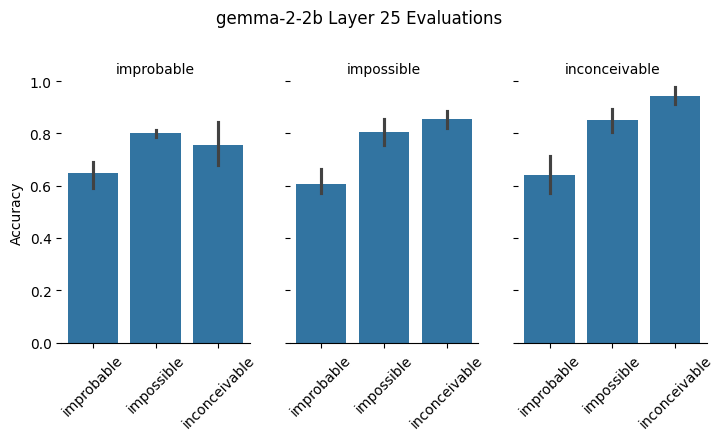 gemma-2-2b Layer 25 Evaluations
improbable
impossible
inconceivable
Accuracy
1.0
0.8
0.6
0.4
0.2
0.0
improbable
impossible
inconceivable
improbable
impossible
inconceivable
improbable
impossible
inconceivable